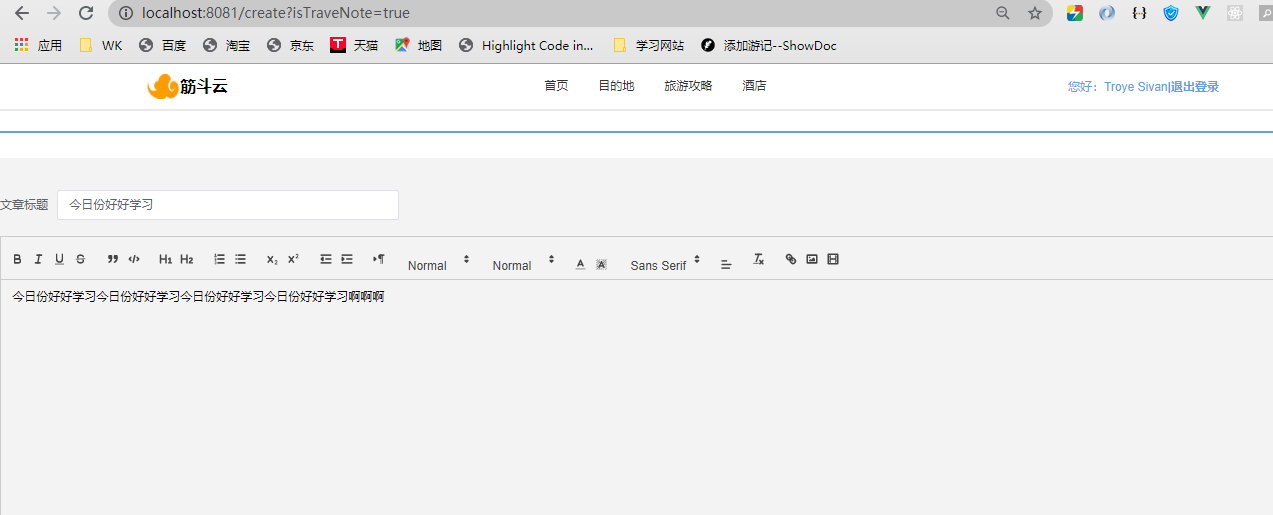 localhost:8081/create?isTraveNote=true
应用 WK 百度 淘宝 京东 天猫 地图 Highlight Code in... 学习网站 添加游记--ShowDoc
筋斗云 首页 目的地 旅游攻略 酒店 您好：Troye Sivan|退出登录
文章标题 今日份好好学习
B I U S H1 H2 x₂ x² Normal Normal A A Sans Serif Tx
今日份好好学习今日份好好学习今日份好好学习今日份好好学习啊啊啊